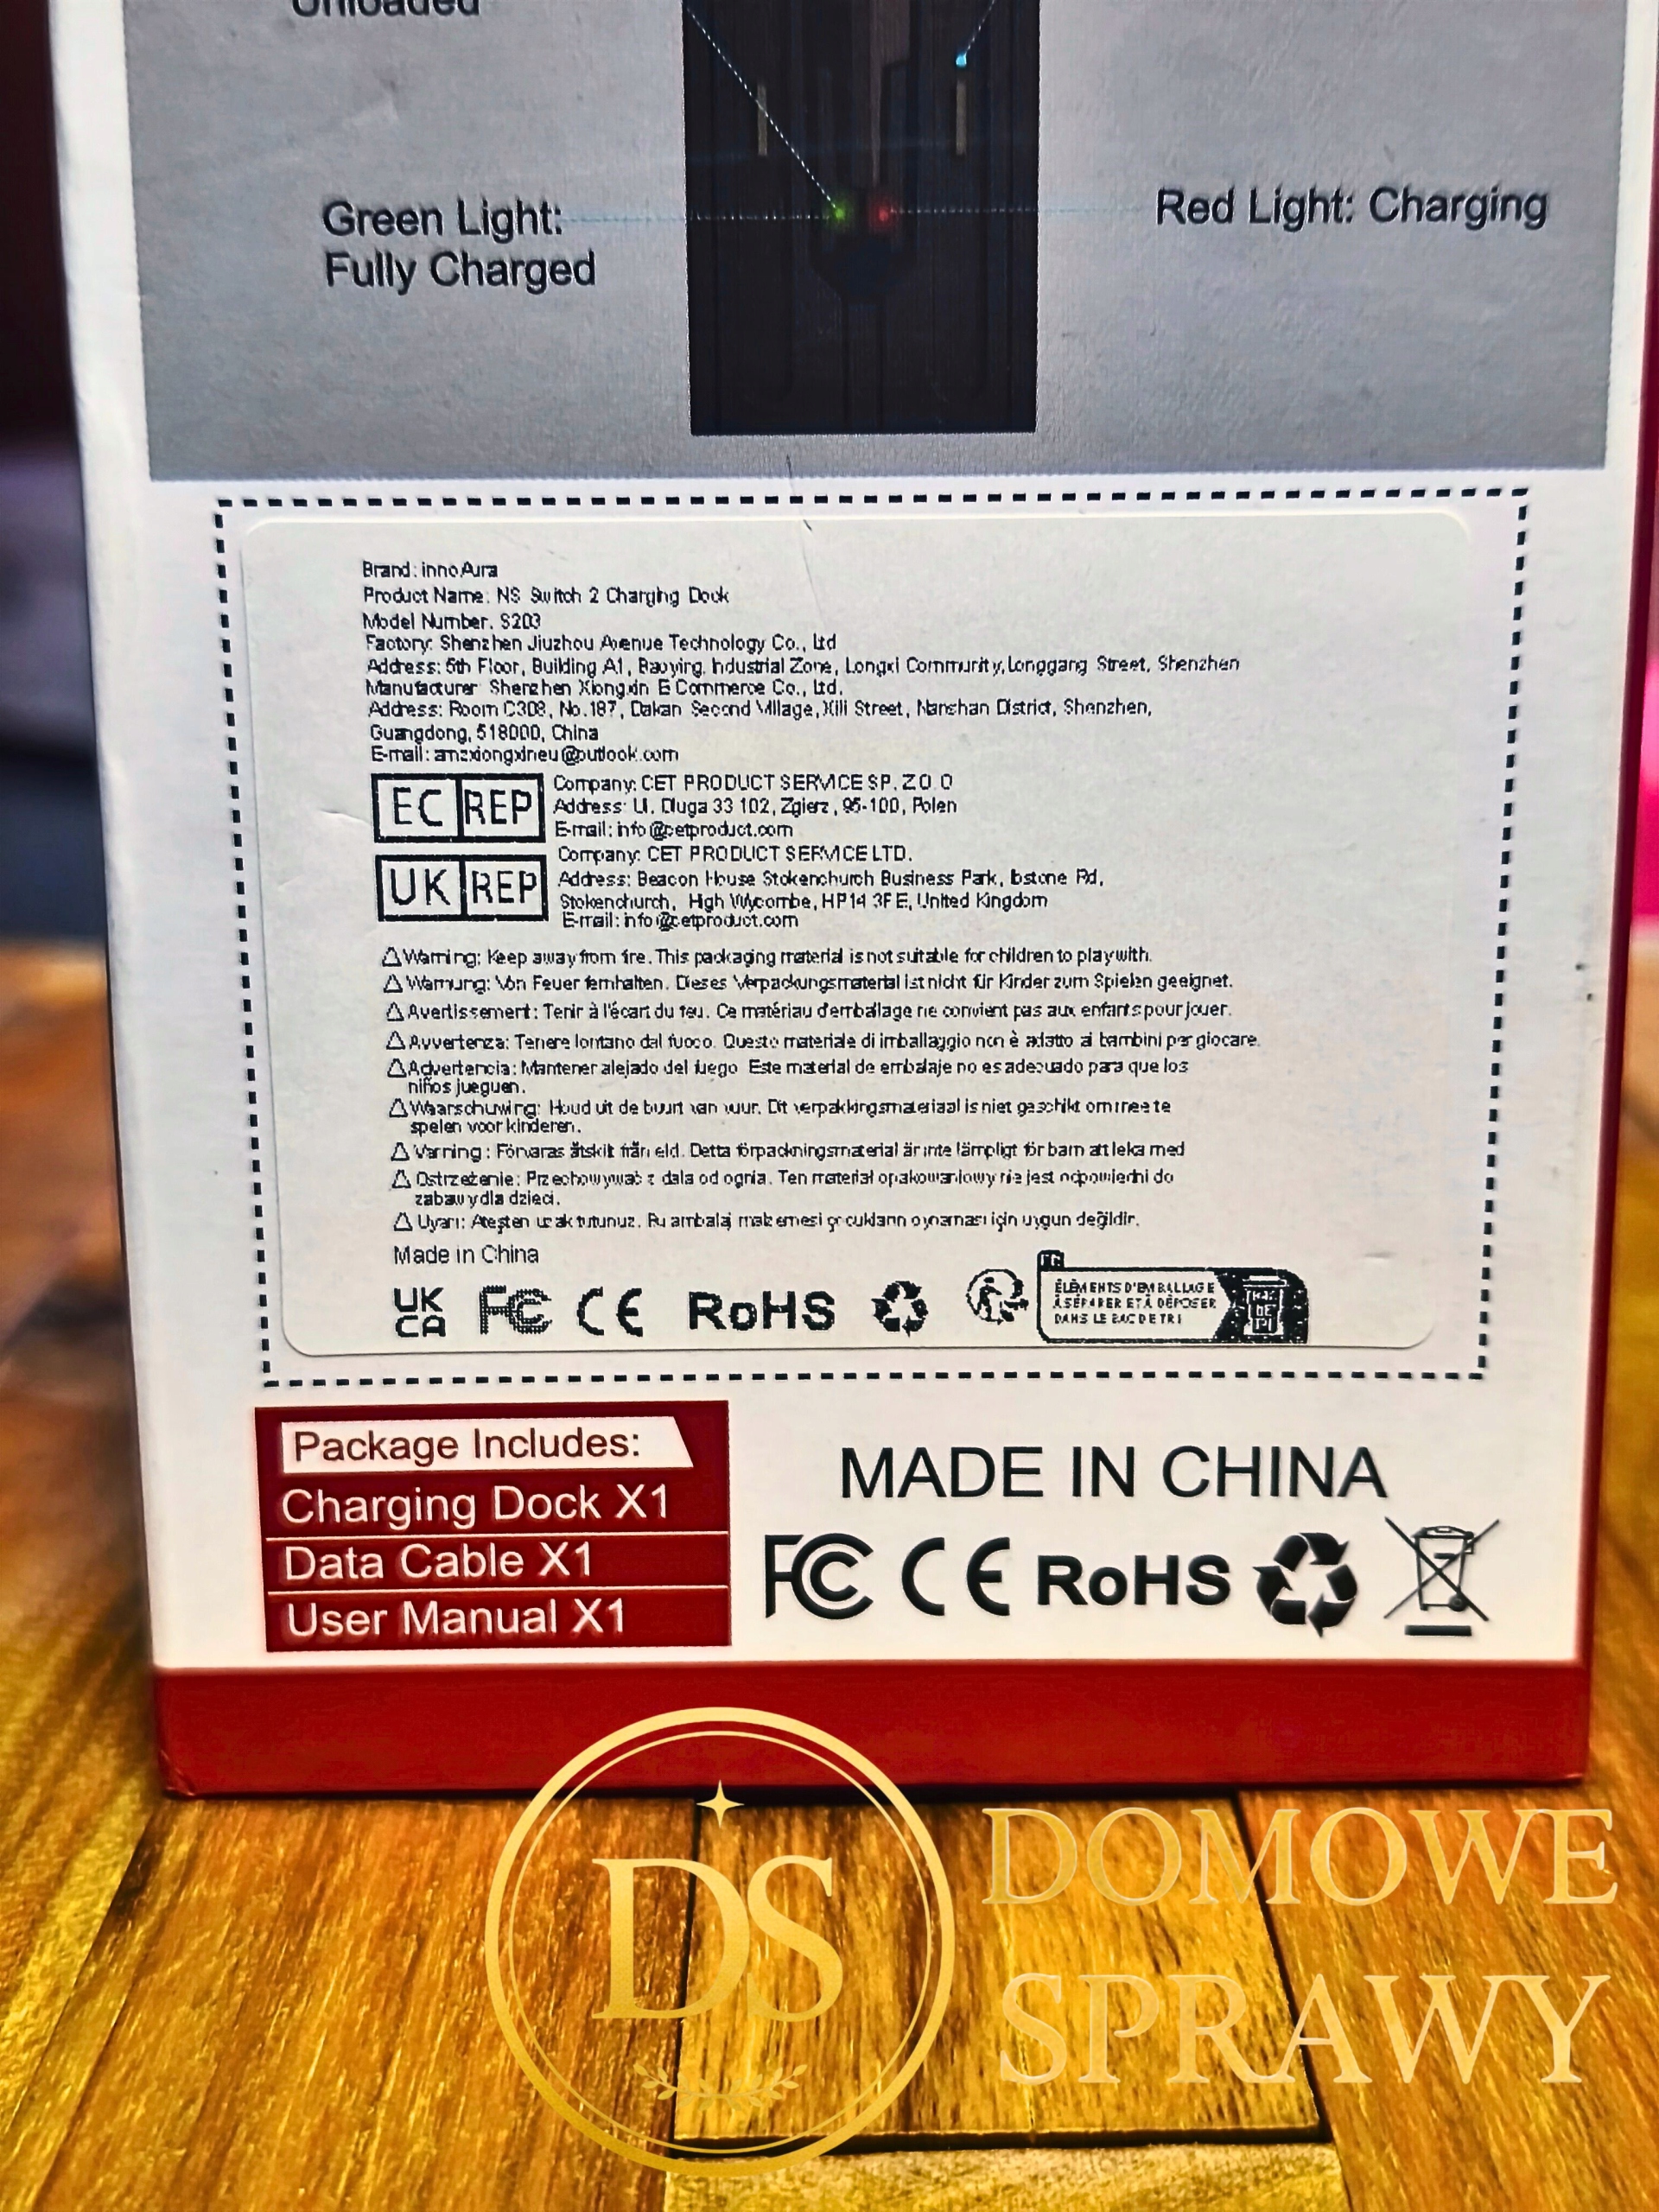 Unloaded
Green Light:
Fully Charged
Red Light: Charging
Brand: innoAura
Product Name: NS Switch 2 Charging Dock
Model Number: S203
Factory: Shenzhen Jiuzhou Avenue Technology Co., Ltd
Address: 5th Floor, Building A1, Baoying, Industrial Zone, Longxi Community, Longgang Street, Shenzhen
Manufacturer: Shenzhen Xiongxin E Commerce Co., Ltd.
Address: Room C308, No.187, Dakan Second Village, Xili Street, Nanshan District, Shenzhen,
Guangdong, 518000, China
E-mail: amzxiongxineu@outlook.com
EC REP
Company: CET PRODUCT SERVICE SP. Z O.O
Address: Ul. Dluga 33 102, Zgierz, 95-100, Polen
E-mail: info@cetproduct.com
UK REP
Company: CET PRODUCT SERVICE LTD.
Address: Beacon House Stokenchurch Business Park, Ibstone Rd,
Stokenchurch, High Wycombe, HP14 3FE, United Kingdom
E-mail: info@cetproduct.com
Warning: Keep away from fire. This packaging material is not suitable for children to play with.
Warnung: Von Feuer fernhalten. Dieses Verpackungsmaterial ist nicht für Kinder zum Spielen geeignet.
Avertissement: Tenir à l'écart du feu. Ce matériau d'emballage ne convient pas aux enfants pour jouer.
Avvertenza: Tenere lontano dal fuoco. Questo materiale di imballaggio non è adatto ai bambini per giocare.
Advertencia: Mantener alejado del fuego. Este material de embalaje no es adecuado para que los
niños jueguen.
Waarschuwing: Houd uit de buurt van vuur. Dit verpakkingsmateriaal is niet geschikt om mee te
spelen voor kinderen.
Varning: Förvaras åtskilt från eld. Detta förpackningsmaterial är inte lämpligt för barn att leka med
Ostrzeżenie: Przechowywać z dala od ognia. Ten materiał opakowaniowy nie jest odpowiedni do
zabawy dla dzieci.
Uyarı: Ateşten uzak tutunuz. Bu ambalaj malzemesi çocukların oynaması için uygun değildir.
Made in China
UK CA FC CE RoHS
FR
ÉLÉMENTS D'EMBALLAGE
À SÉPARER ET À DÉPOSER
DANS LE BAC DE TRI
BAC DE TRI
Package Includes:
Charging Dock X1
Data Cable X1
User Manual X1
MADE IN CHINA
FC CE RoHS
DS
DOMOWE
SPRAWY